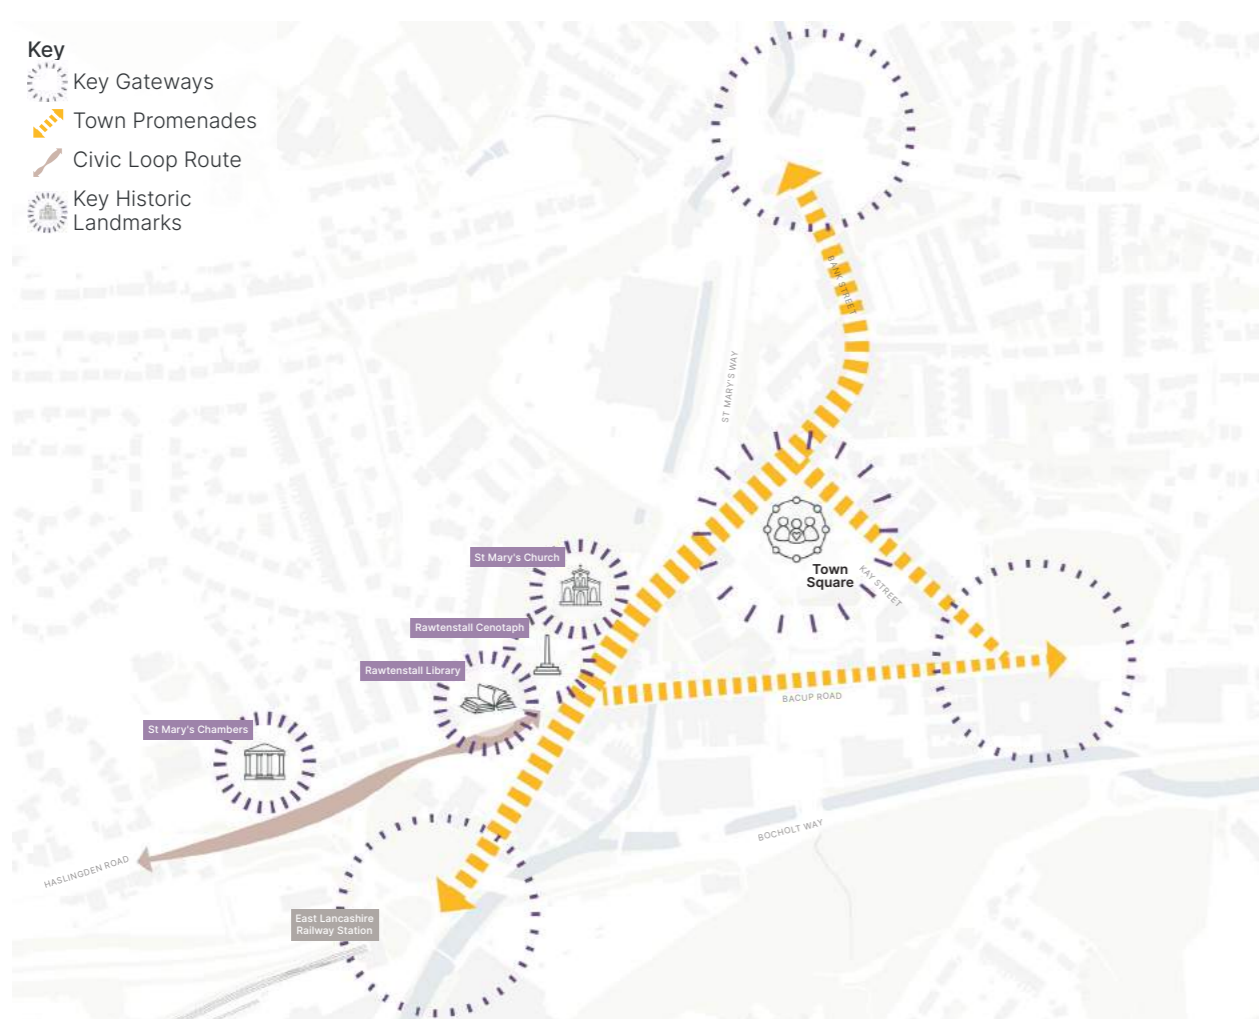 Key
Key Gateways
Town Promenades
Civic Loop Route
Key Historic
Landmarks
BANK STREET
ST MARY'S WAY
St Mary's Church
Town
Square
KAY STREET
Rawtenstall Cenotaph
Rawtenstall Library
BACUP ROAD
St Mary's Chambers
BOCHOLT WAY
HASLINGDEN ROAD
East Lancashire
Railway Station